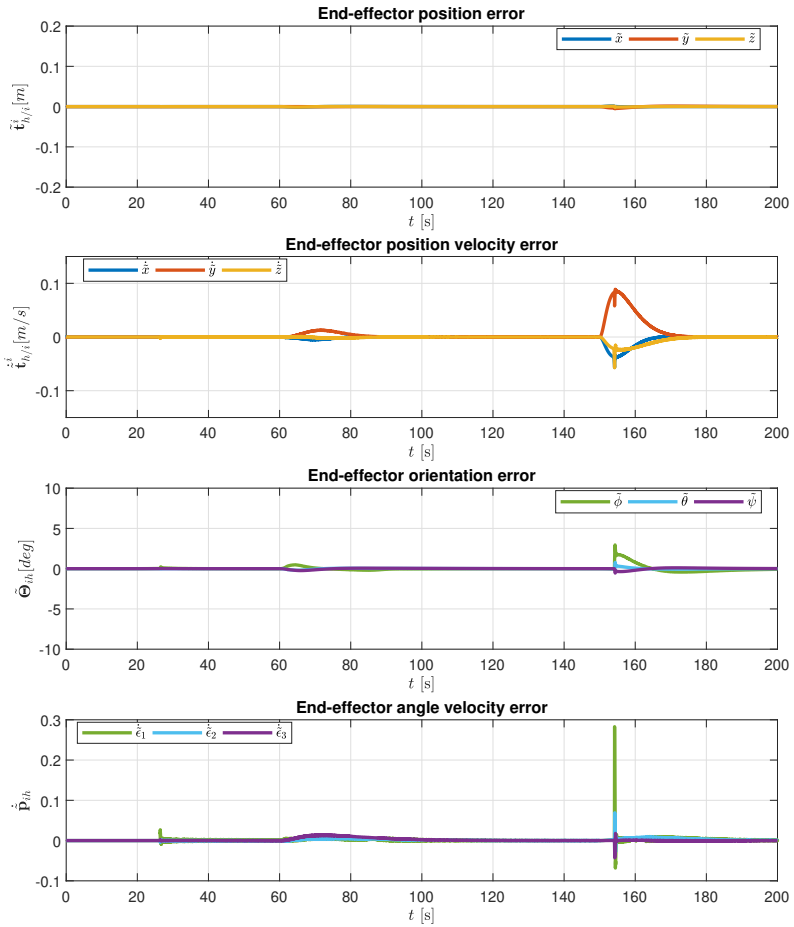 End-effector position error
0.2
0.1
0
-0.1
-0.2
x̃ ỹ z̃
t̃ⁱ_{h/i}[m]
0 20 40 60 80 100 120 140 160 180 200
t [s]
End-effector position velocity error
0.1
0
-0.1
ẋ̃ ẏ̃ ż̃
ṫ̃ⁱ_{h/i}[m/s]
0 20 40 60 80 100 120 140 160 180 200
t [s]
End-effector orientation error
10
5
0
-5
-10
ϕ̃ θ̃ ψ̃
Θ̃_{ih}[deg]
0 20 40 60 80 100 120 140 160 180 200
t [s]
End-effector angle velocity error
0.3
0.2
0.1
0
-0.1
ϵ̃̇₁ ϵ̃̇₂ ϵ̃̇₃
p̃̇_{ih}
0 20 40 60 80 100 120 140 160 180 200
t [s]